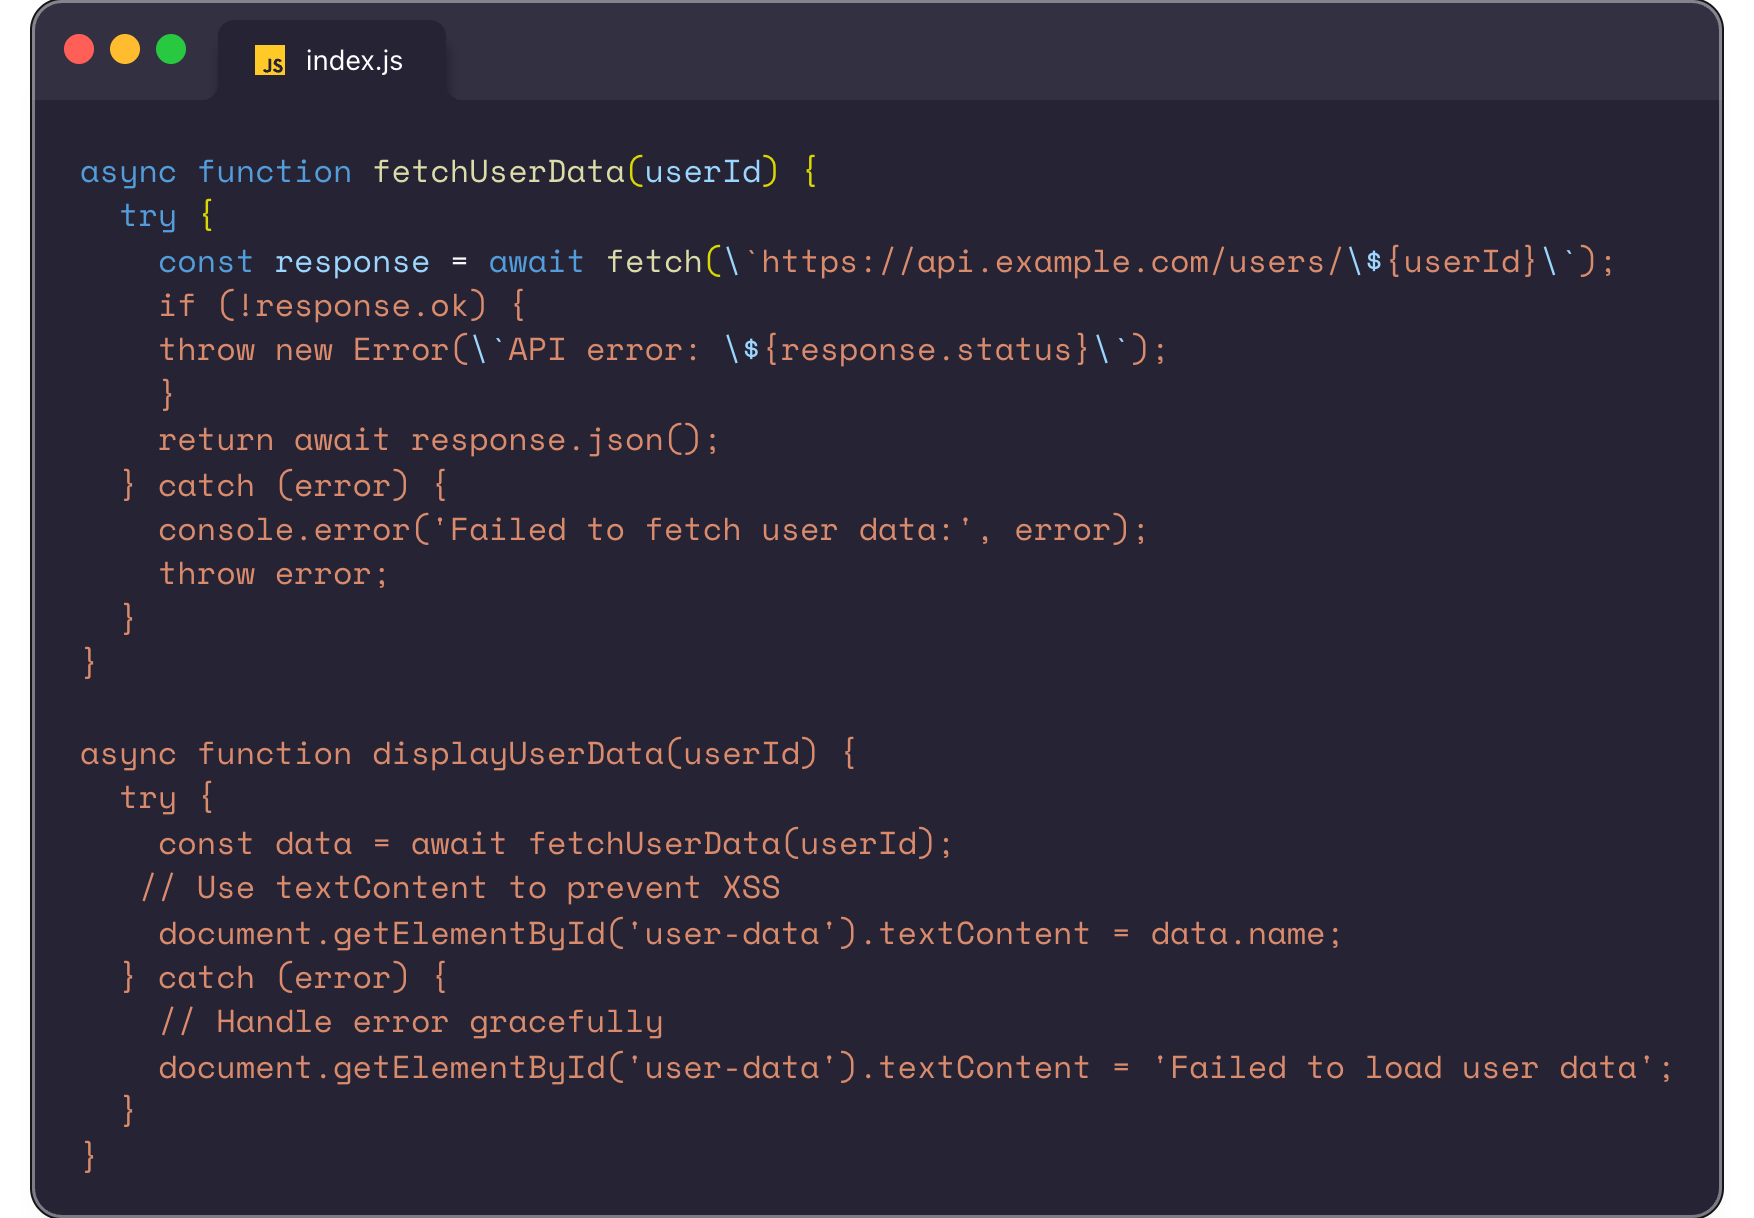 JS index.js
async function fetchUserData(userId) {
  try {
    const response = await fetch(\`https://api.example.com/users/\${userId}\`);
    if (!response.ok) {
    throw new Error(\`API error: \${response.status}\`);
    }
    return await response.json();
  } catch (error) {
    console.error('Failed to fetch user data:', error);
    throw error;
  }
}

async function displayUserData(userId) {
  try {
    const data = await fetchUserData(userId);
   // Use textContent to prevent XSS
    document.getElementById('user-data').textContent = data.name;
  } catch (error) {
    // Handle error gracefully
    document.getElementById('user-data').textContent = 'Failed to load user data';
  }
}